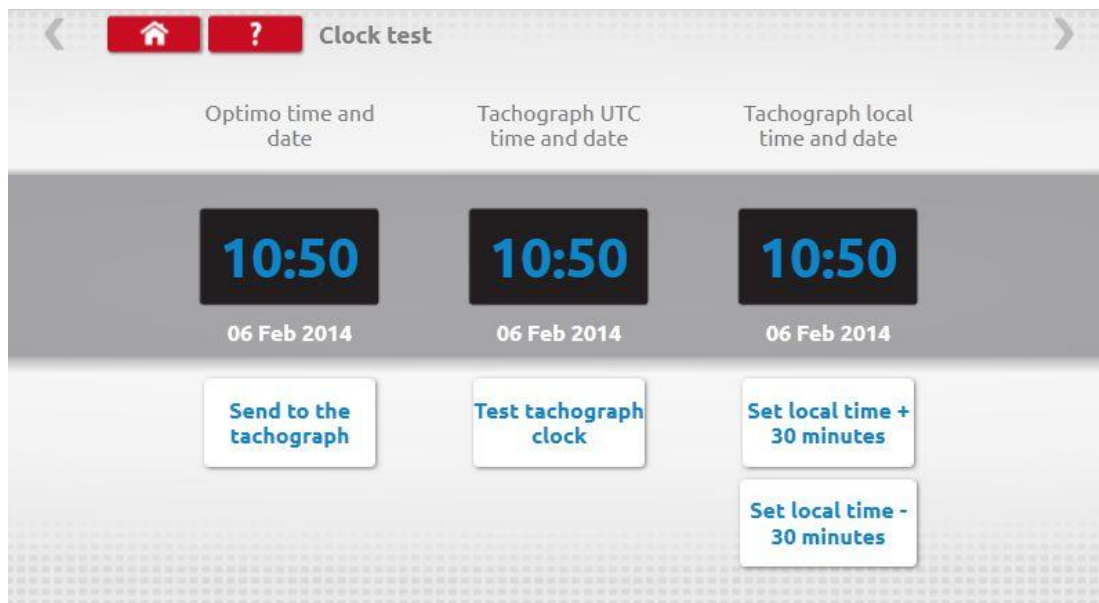 ? Clock test
Optimo time and
date
Tachograph UTC
time and date
Tachograph local
time and date
10:50
10:50
10:50
06 Feb 2014
06 Feb 2014
06 Feb 2014
Send to the
tachograph
Test tachograph
clock
Set local time +
30 minutes
Set local time -
30 minutes